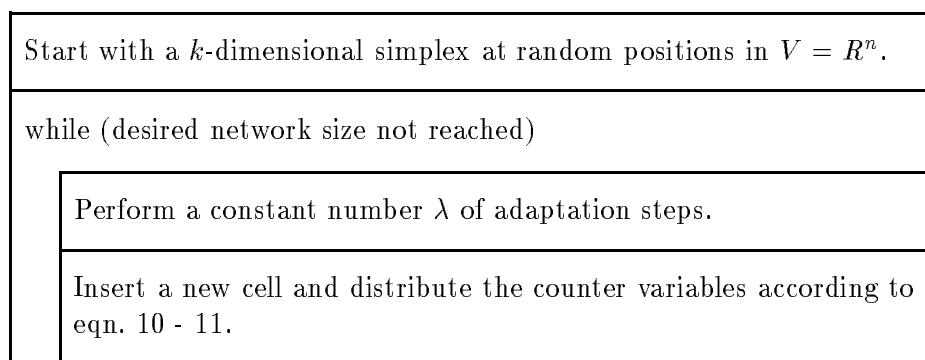 Start with a k-dimensional simplex at random positions in V = Rⁿ.
while (desired network size not reached)
Perform a constant number λ of adaptation steps.
Insert a new cell and distribute the counter variables according to
eqn. 10 - 11.